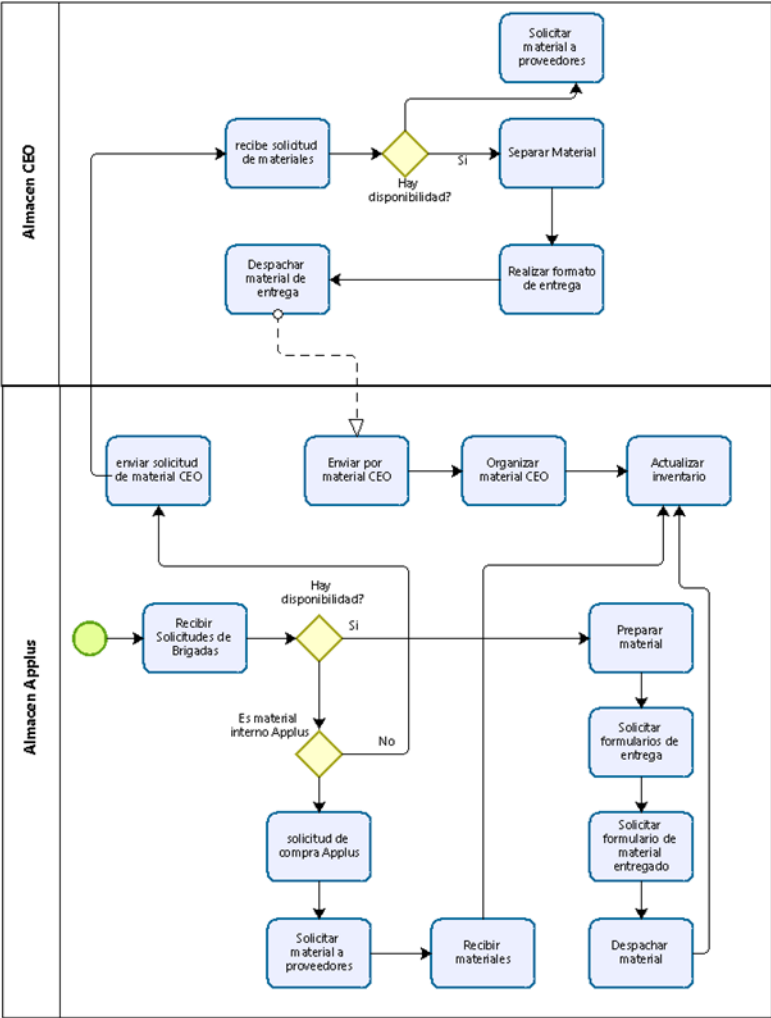 Almacen CEO
Solicitar
material a
proveedores
recibe solicitud
de materiales
Si
Separar Material
Hay
disponibilidad?
Despachar
material de
entrega
Realizar formato
de entrega
Almacen Applus
enviar solicitud
de material CEO
Enviar por
material CEO
Organizar
material CEO
Actualizar
inventario
Recibir
Solicitudes de
Brigadas
Hay
disponibilidad?
Si
Preparar
material
Es material
interno Applus
No
Solicitar
formularios de
entrega
solicitud de
compra Applus
Solicitar
formulario de
material
entregado
Solicitar
material a
proveedores
Recibir
materiales
Despachar
material